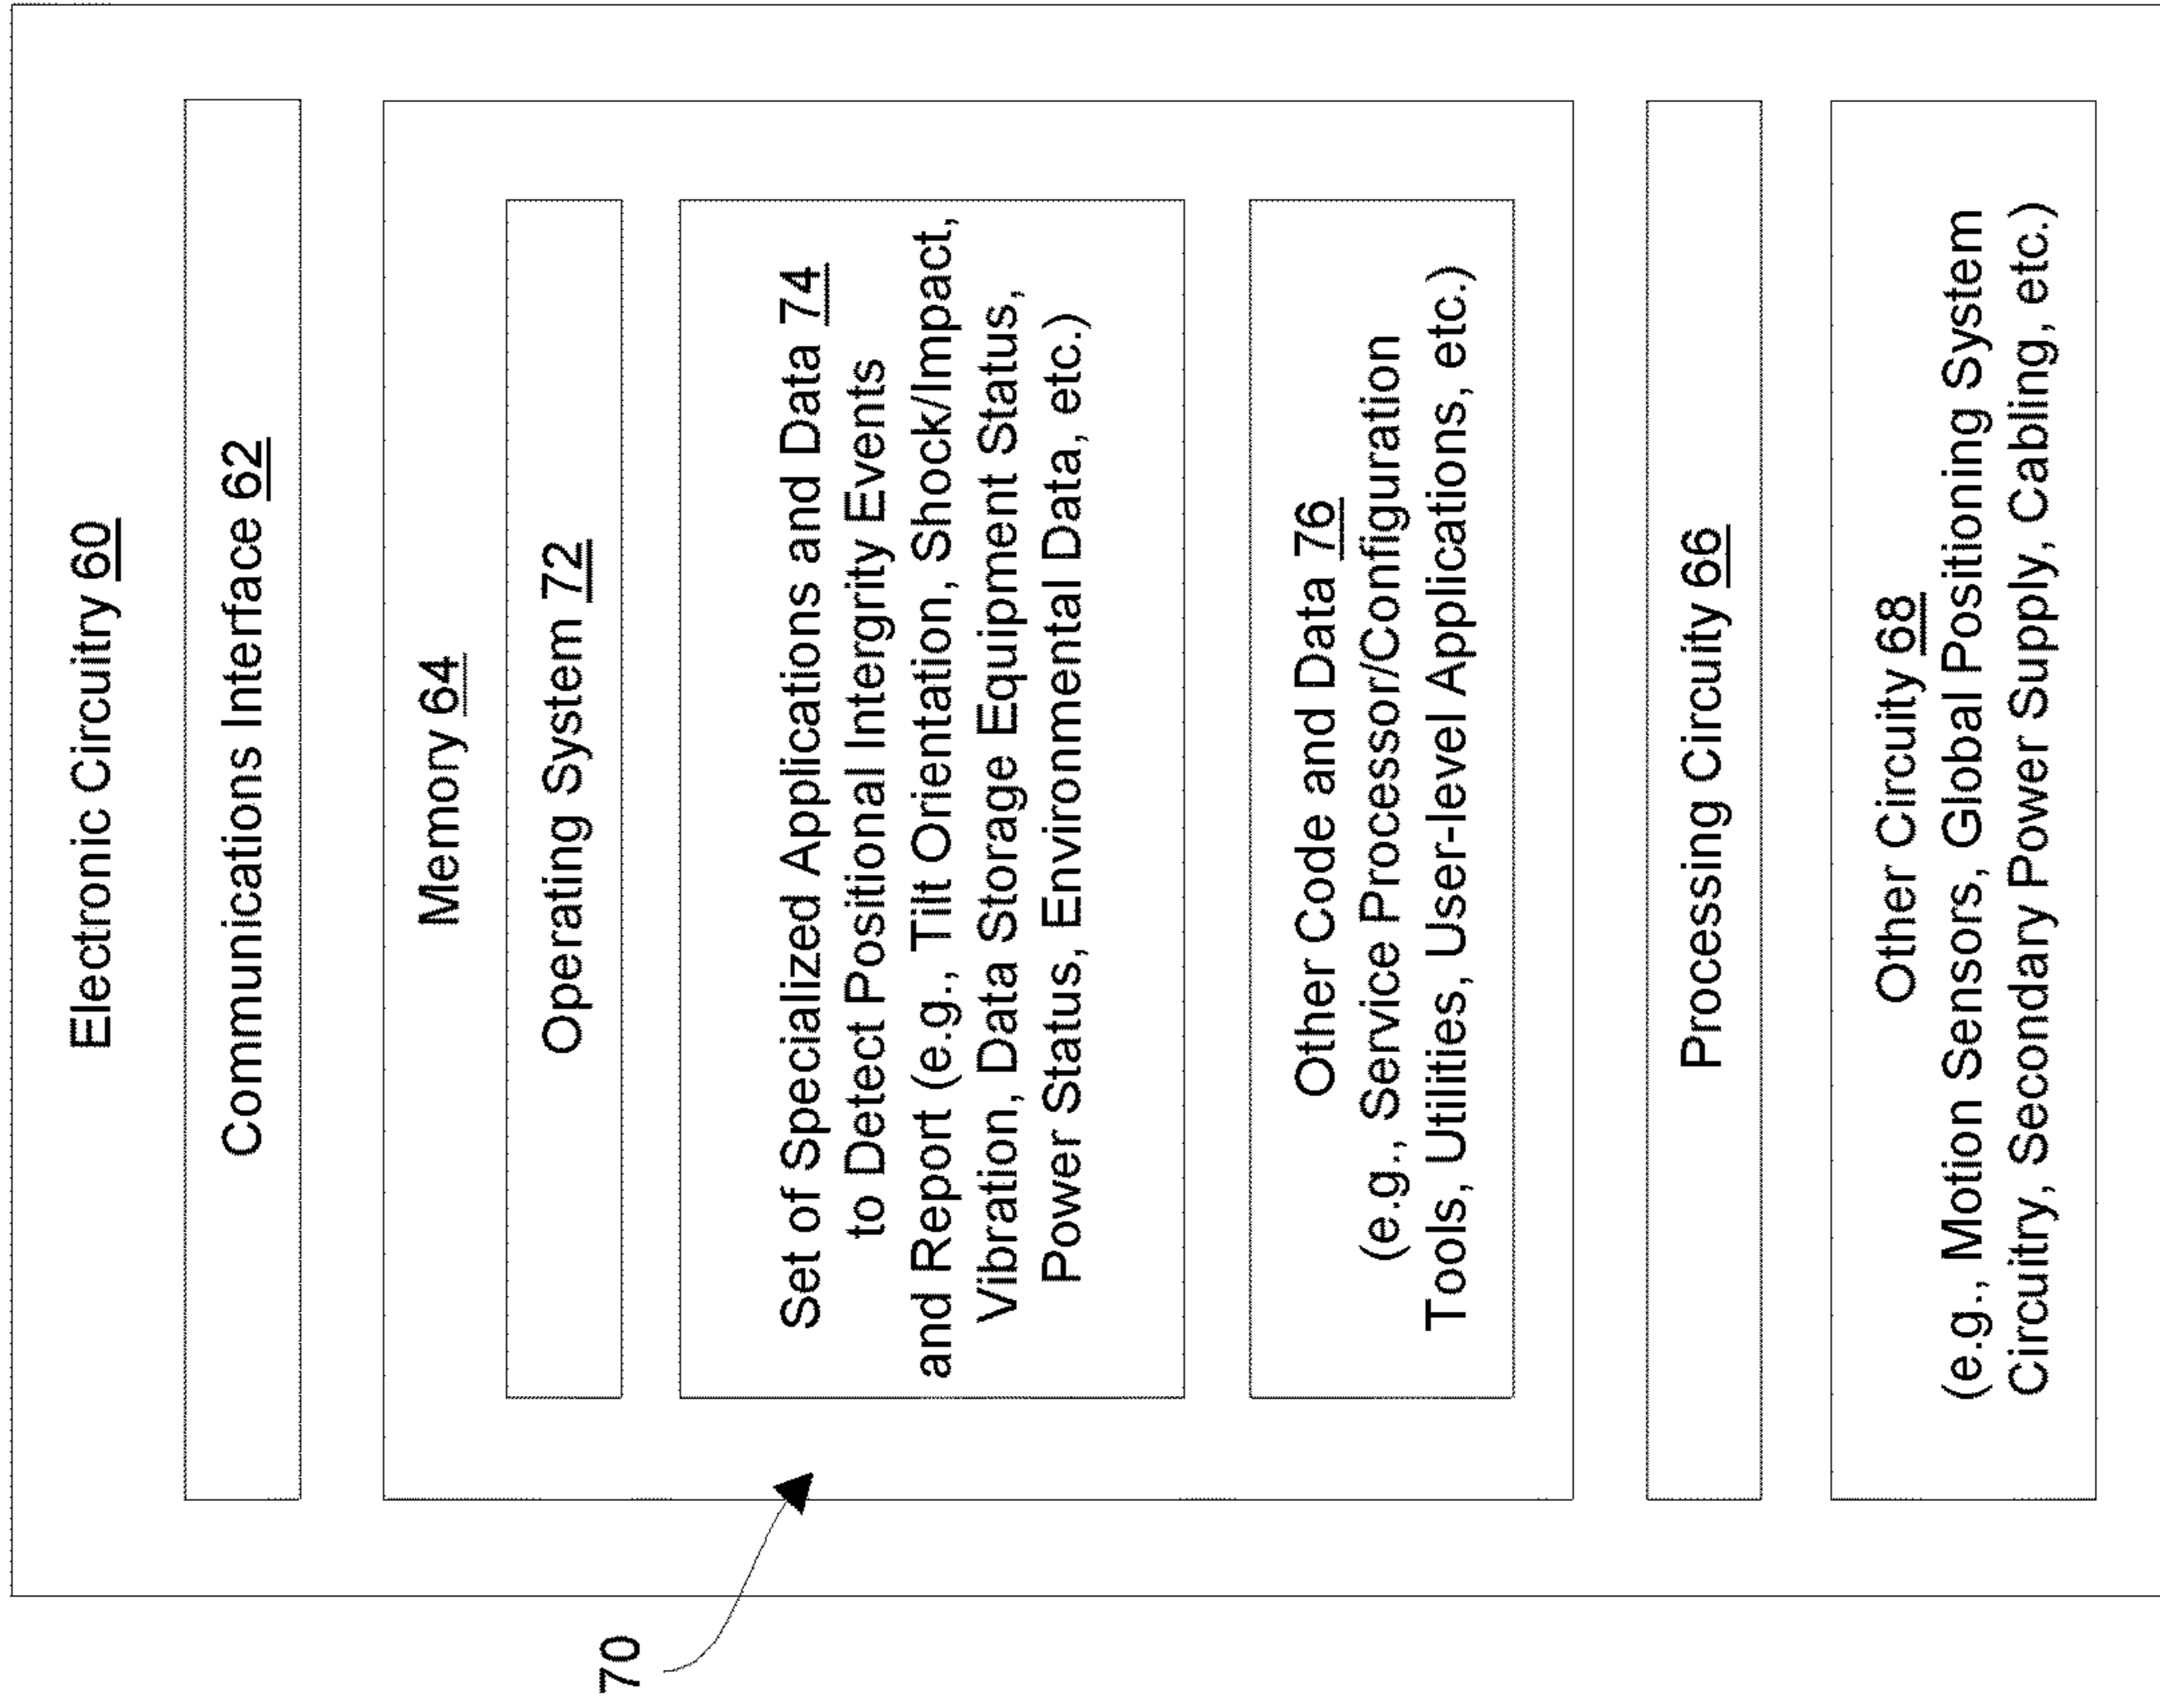 Electronic Circuitry 60
Communications Interface 62
Memory 64
Operating System 72
Set of Specialized Applications and Data 74
to Detect Positional Intergrity Events
and Report (e.g., Tilt Orientation, Shock/Impact,
Vibration, Data Storage Equipment Status,
Power Status, Environmental Data, etc.)
Other Code and Data 76
(e.g., Service Processor/Configuration
Tools, Utilities, User-level Applications, etc.)
Processing Circuity 66
Other Circuity 68
(e.g., Motion Sensors, Global Positioning System
Circuitry, Secondary Power Supply, Cabling, etc.)
70